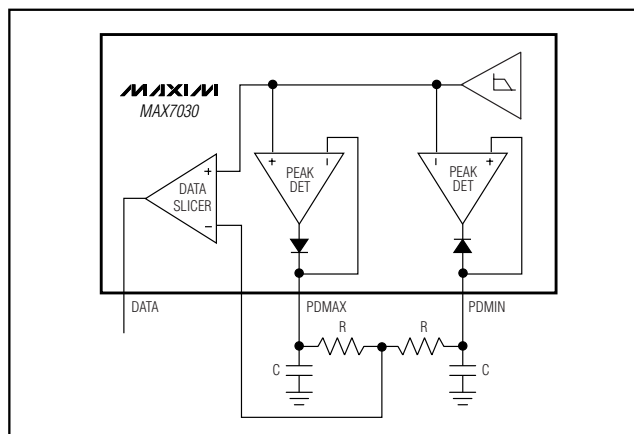 MAXIM
MAX7030
DATA
SLICER
+
−
PEAK
DET
+
−
PEAK
DET
−
+
DATA
PDMAX
PDMIN
R
R
C
C